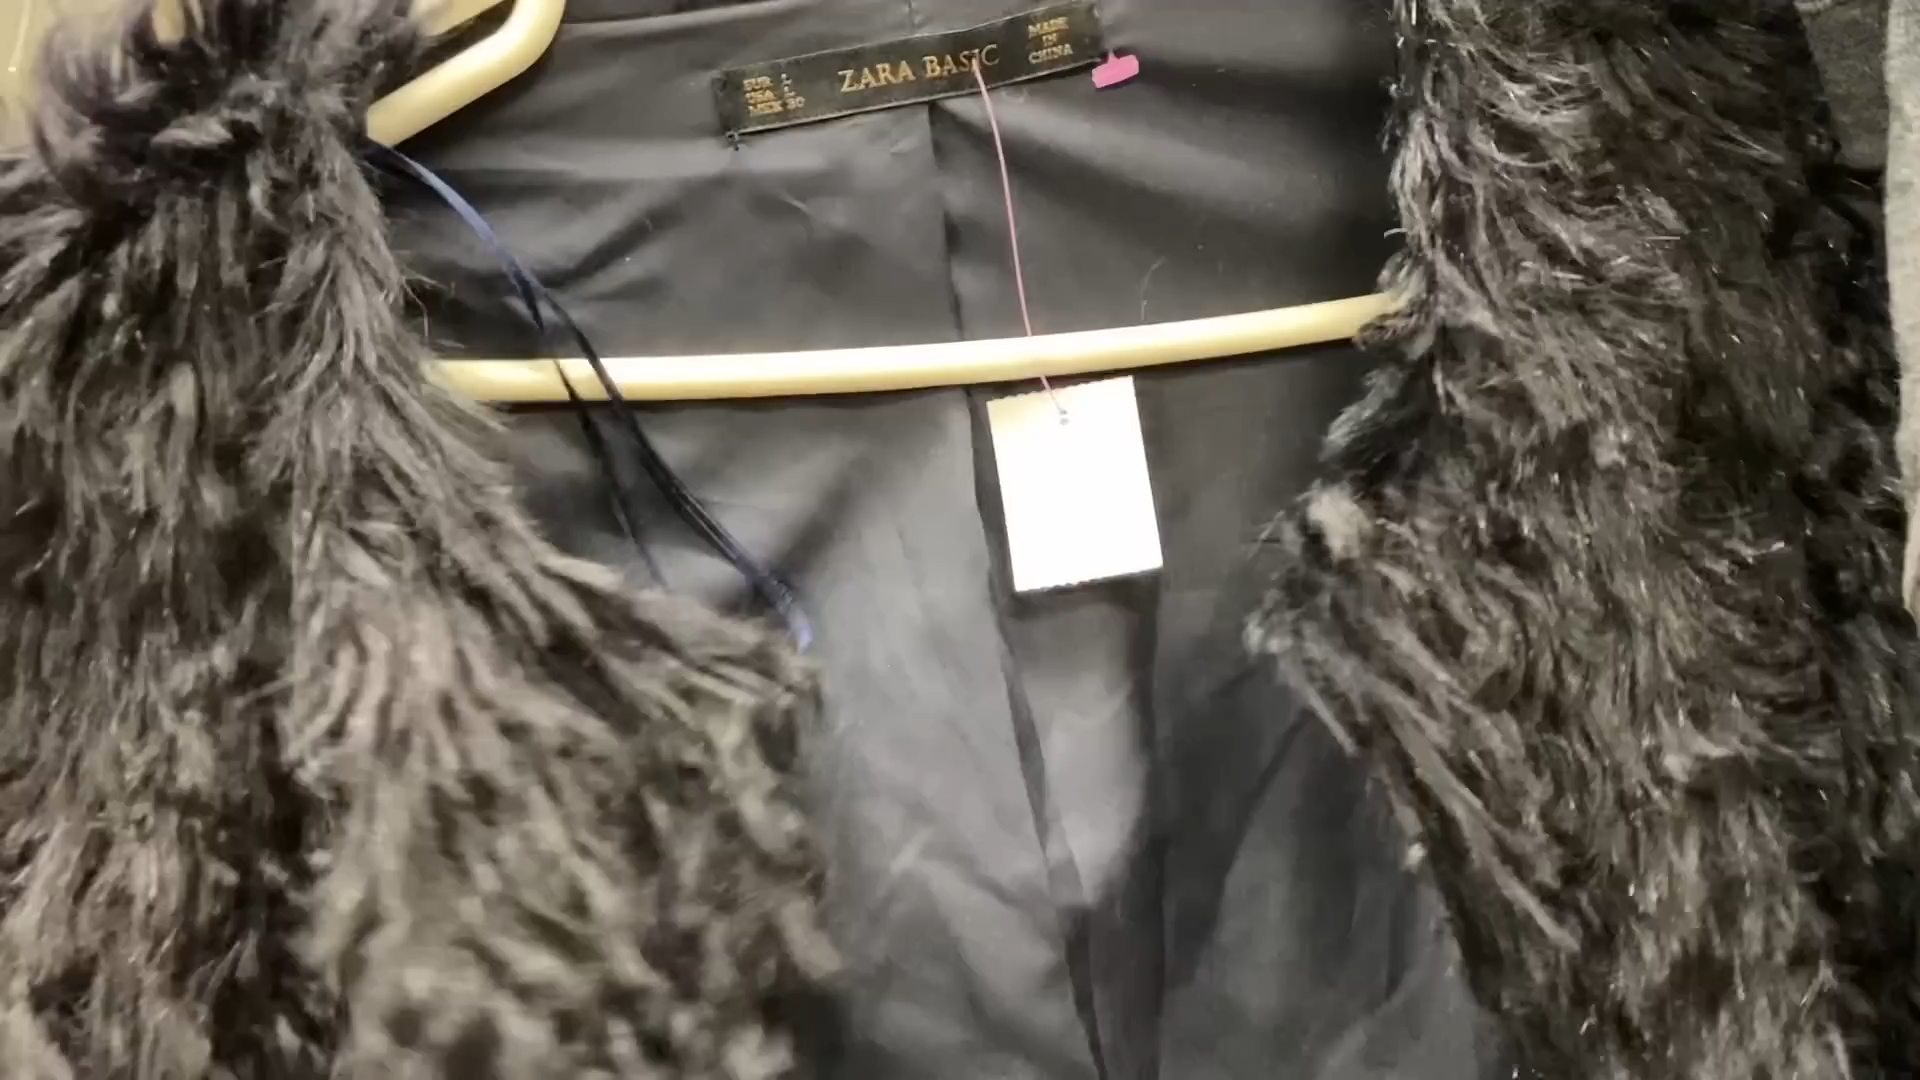 EUR L
USA L
MEX 30
ZARA BASIC
MADE
IN
CHINA